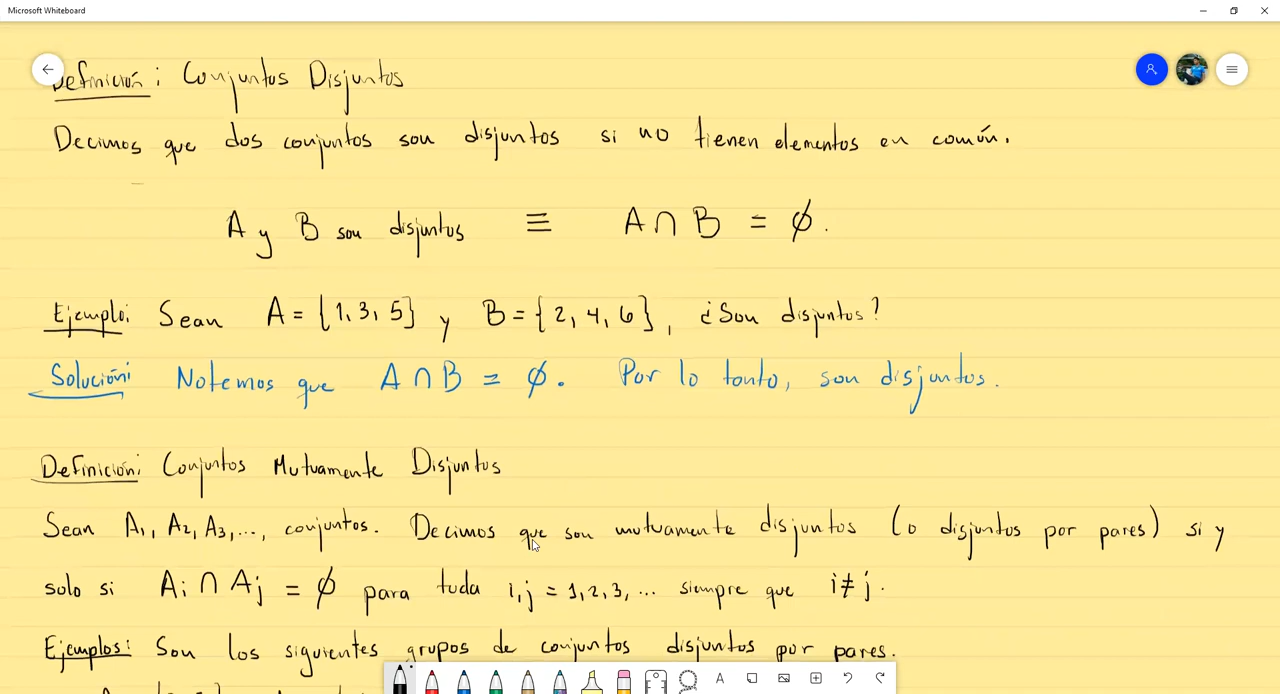 Microsoft Whiteboard
Definición: Conjuntos Disjuntos
Decimos que dos conjuntos son disjuntos si no tienen elementos en común.
A y B son disjuntos ≡ A ∩ B = ∅.
Ejemplo: Sean A = {1, 3, 5} y B = {2, 4, 6}, ¿Son disjuntos?
Solución: Notemos que A ∩ B = ∅. Por lo tanto, son disjuntos.
Definición: Conjuntos Mutuamente Disjuntos
Sean A₁, A₂, A₃, ..., conjuntos. Decimos que son mutuamente disjuntos (o disjuntos por pares) si y
solo si Aᵢ ∩ Aⱼ = ∅ para toda i, j = 1, 2, 3, ... siempre que i ≠ j.
Ejemplos: Son los siguientes grupos de conjuntos disjuntos por pares.